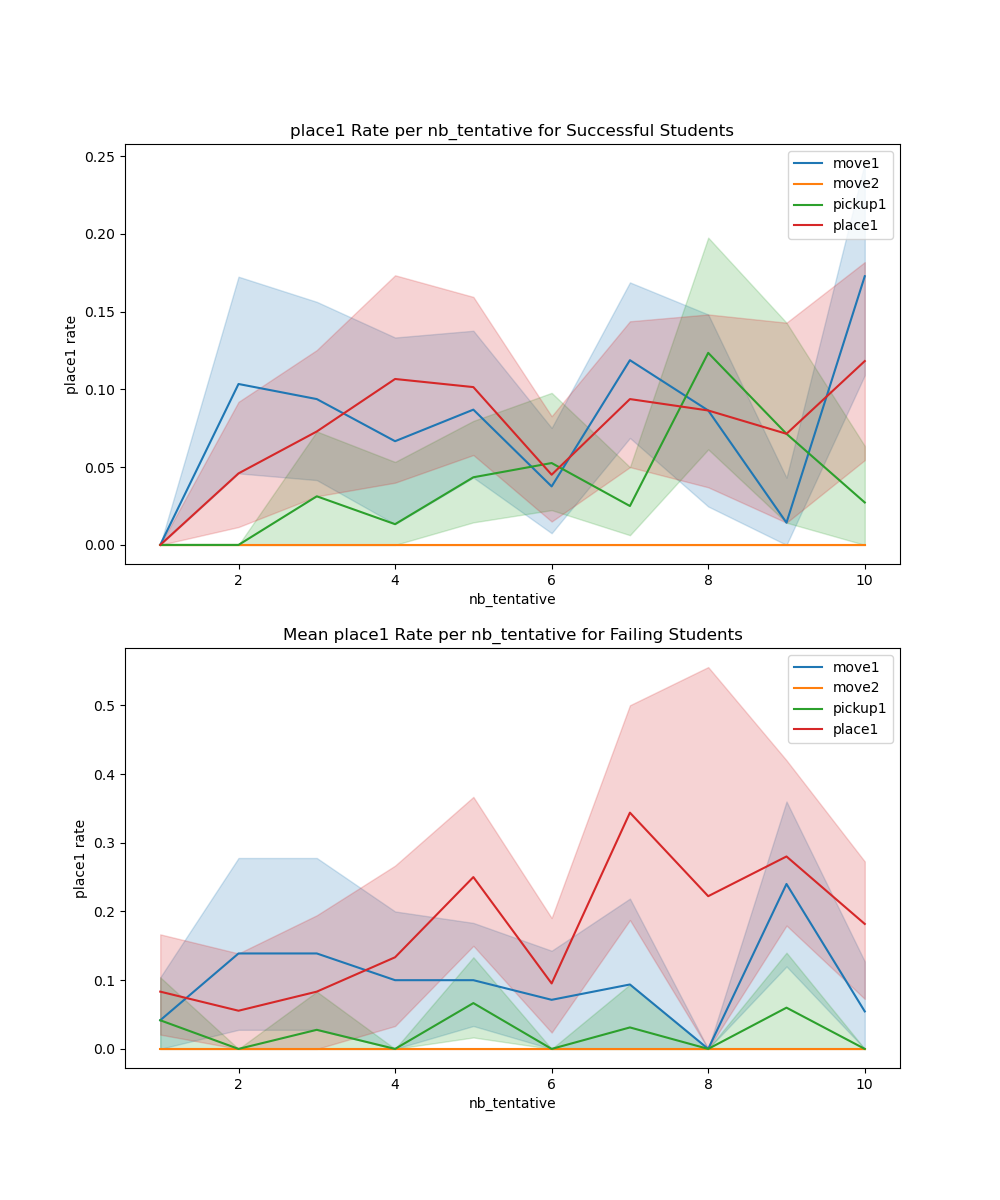 place1 Rate per nb_tentative for Successful Students
0.25
0.20
0.15
0.10
0.05
0.00
place1 rate
move1
move2
pickup1
place1
2
4
6
8
10
nb_tentative
Mean place1 Rate per nb_tentative for Failing Students
0.5
0.4
0.3
0.2
0.1
0.0
place1 rate
move1
move2
pickup1
place1
2
4
6
8
10
nb_tentative